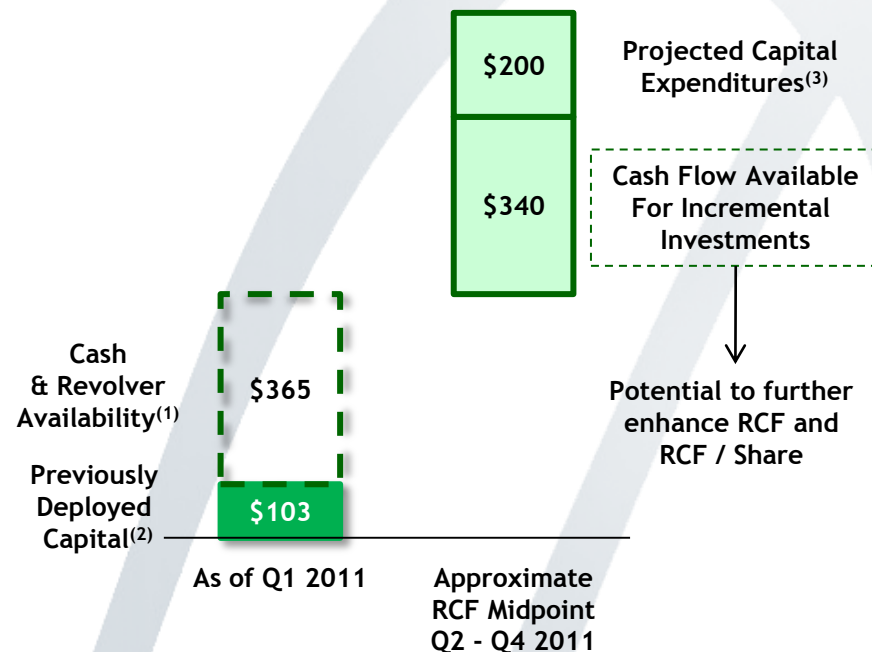 $200
Projected Capital
Expenditures(3)
$340
Cash Flow Available
For Incremental
Investments
Cash
& Revolver
Availability(1)
$365
Potential to further
enhance RCF and
RCF / Share
Previously
Deployed
Capital(2)
$103
As of Q1 2011
Approximate
RCF Midpoint
Q2 - Q4 2011